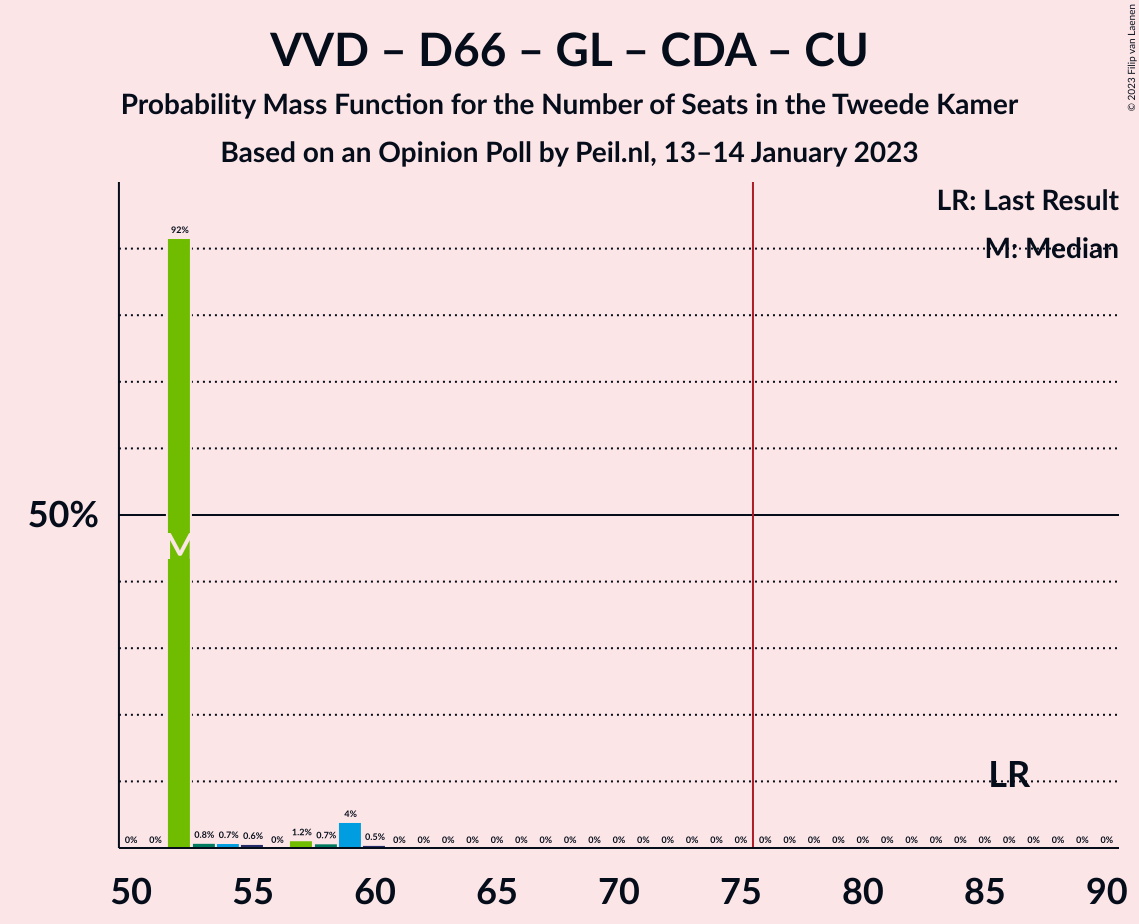 VVD – D66 – GL – CDA – CU
Probability Mass Function for the Number of Seats in the Tweede Kamer
Based on an Opinion Poll by Peil.nl, 13–14 January 2023
© 2023 Filip van Laenen
LR: Last Result
M: Median
92%
50%
M
LR
0% 0% 0.8% 0.7% 0.6% 0% 1.2% 0.7% 4% 0.5% 0% 0% 0% 0% 0% 0% 0% 0% 0% 0% 0% 0% 0% 0% 0% 0% 0% 0% 0% 0% 0% 0% 0% 0% 0% 0% 0% 0% 0% 0%
50 55 60 65 70 75 80 85 90